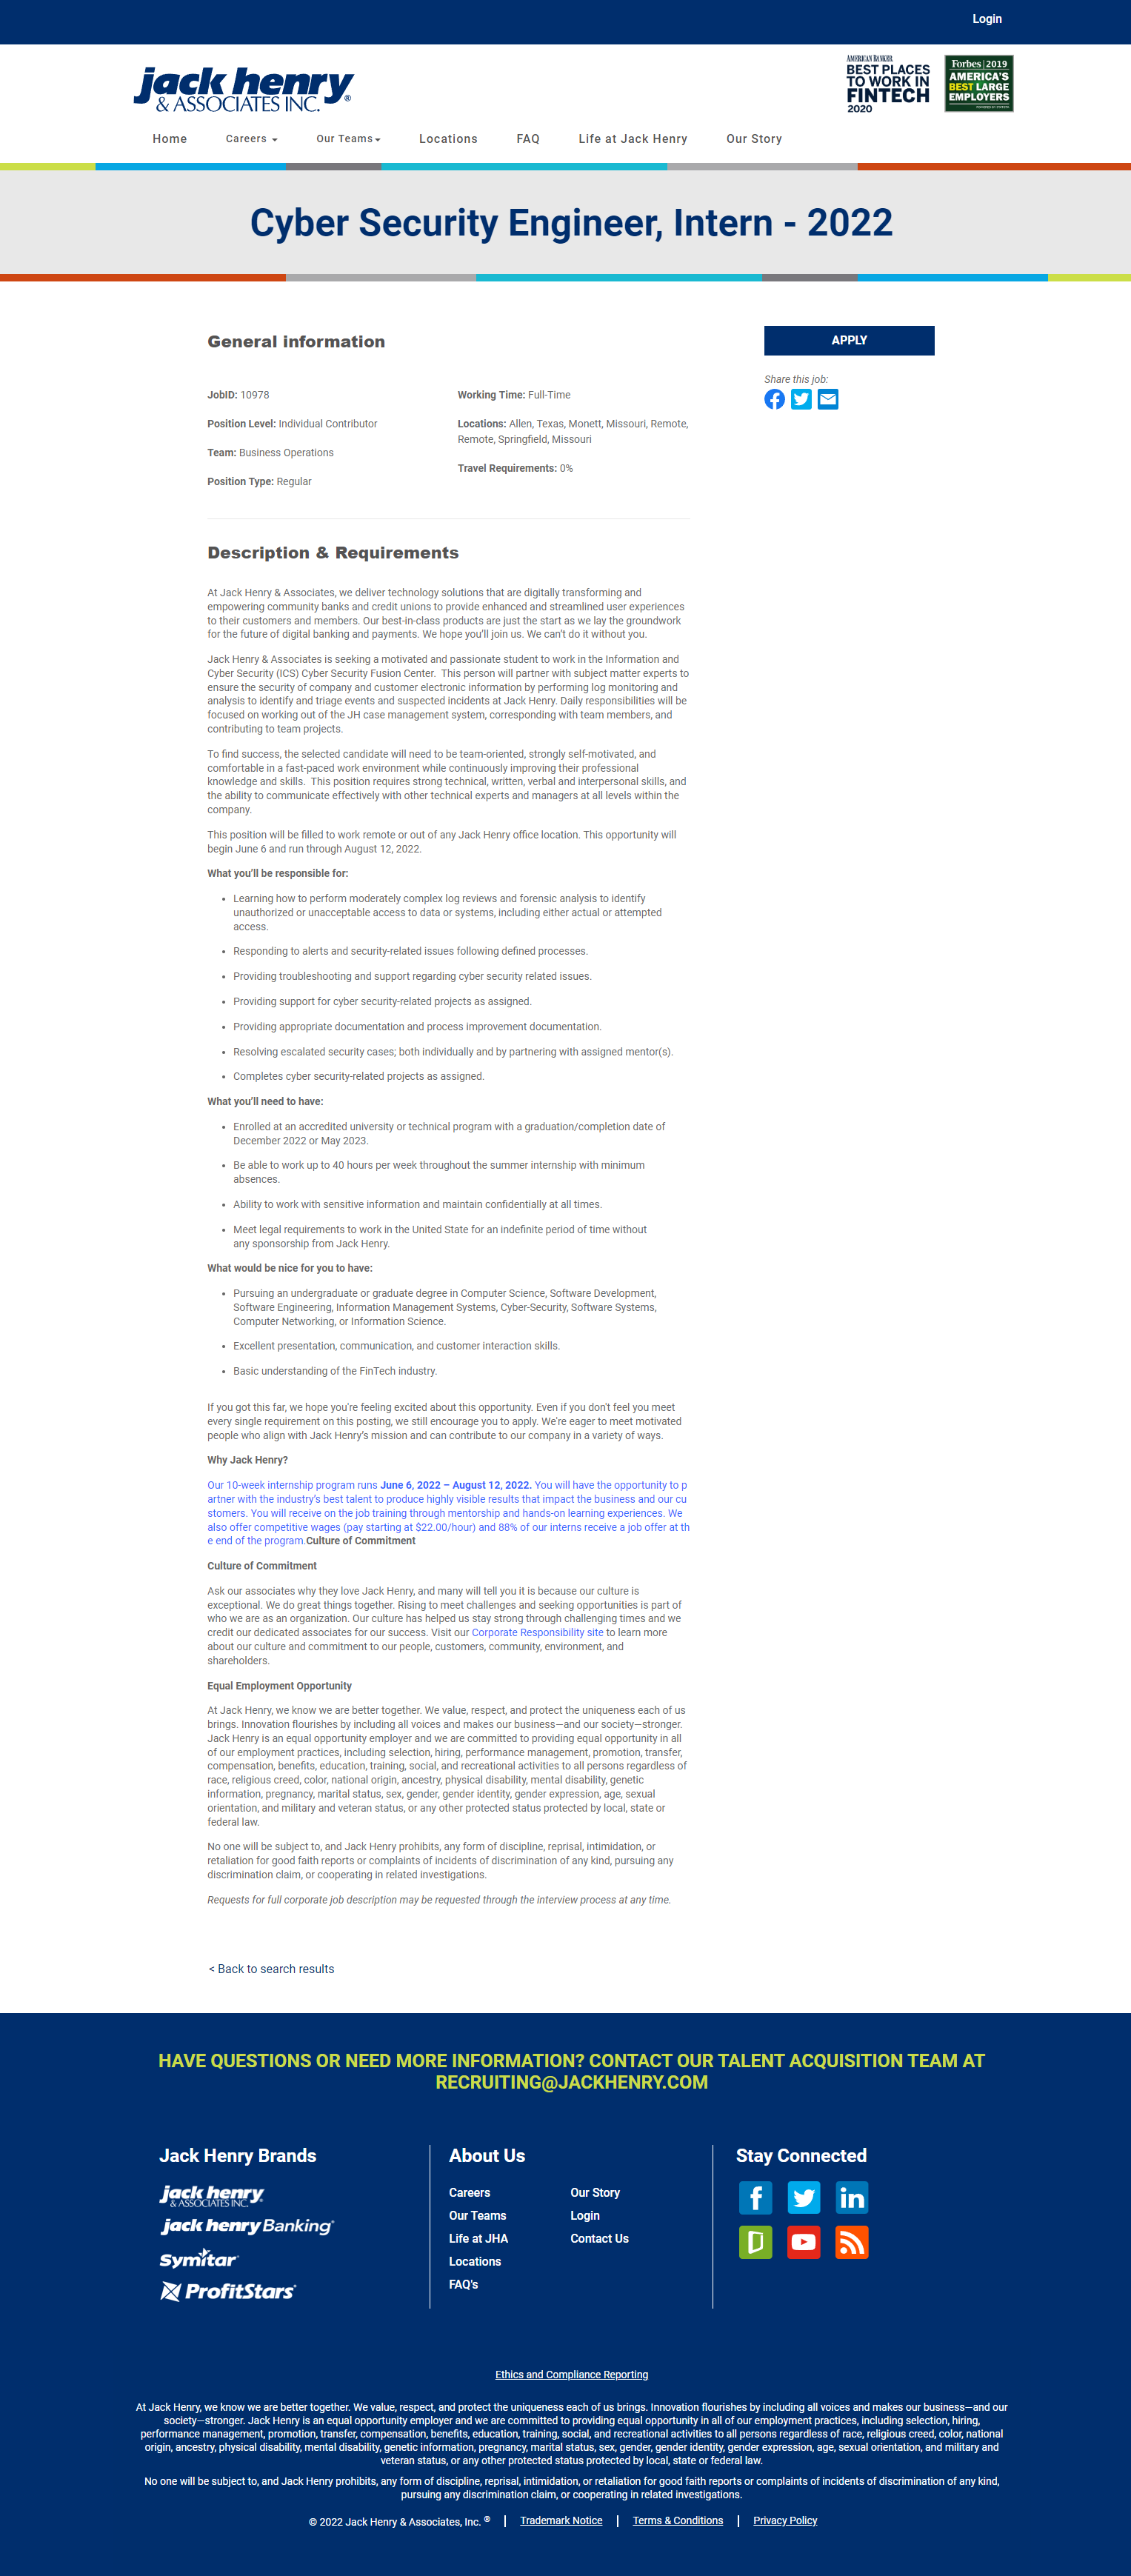 Login
jack henry
& ASSOCIATES INC.®
AMERICAN BANKER
BEST PLACES
TO WORK IN
FINTECH
2020
Forbes | 2019
AMERICA'S
BEST LARGE
EMPLOYERS
Home Careers Our Teams Locations FAQ Life at Jack Henry Our Story
Cyber Security Engineer, Intern - 2022
General information
APPLY
Share this job:
JobID: 10978
Position Level: Individual Contributor
Team: Business Operations
Position Type: Regular
Working Time: Full-Time
Locations: Allen, Texas, Monett, Missouri, Remote,
Remote, Springfield, Missouri
Travel Requirements: 0%
Description & Requirements
At Jack Henry & Associates, we deliver technology solutions that are digitally transforming and
empowering community banks and credit unions to provide enhanced and streamlined user experiences
to their customers and members. Our best-in-class products are just the start as we lay the groundwork
for the future of digital banking and payments. We hope you’ll join us. We can’t do it without you.
Jack Henry & Associates is seeking a motivated and passionate student to work in the Information and
Cyber Security (ICS) Cyber Security Fusion Center.  This person will partner with subject matter experts to
ensure the security of company and customer electronic information by performing log monitoring and
analysis to identify and triage events and suspected incidents at Jack Henry. Daily responsibilities will be
focused on working out of the JH case management system, corresponding with team members, and
contributing to team projects.
To find success, the selected candidate will need to be team-oriented, strongly self-motivated, and
comfortable in a fast-paced work environment while continuously improving their professional
knowledge and skills.  This position requires strong technical, written, verbal and interpersonal skills, and
the ability to communicate effectively with other technical experts and managers at all levels within the
company.
This position will be filled to work remote or out of any Jack Henry office location. This opportunity will
begin June 6 and run through August 12, 2022.
What you’ll be responsible for:
• Learning how to perform moderately complex log reviews and forensic analysis to identify
unauthorized or unacceptable access to data or systems, including either actual or attempted
access.
• Responding to alerts and security-related issues following defined processes.
• Providing troubleshooting and support regarding cyber security related issues.
• Providing support for cyber security-related projects as assigned.
• Providing appropriate documentation and process improvement documentation.
• Resolving escalated security cases; both individually and by partnering with assigned mentor(s).
• Completes cyber security-related projects as assigned.
What you’ll need to have:
• Enrolled at an accredited university or technical program with a graduation/completion date of
December 2022 or May 2023.
• Be able to work up to 40 hours per week throughout the summer internship with minimum
absences.
• Ability to work with sensitive information and maintain confidentially at all times.
• Meet legal requirements to work in the United State for an indefinite period of time without
any sponsorship from Jack Henry.
What would be nice for you to have:
• Pursuing an undergraduate or graduate degree in Computer Science, Software Development,
Software Engineering, Information Management Systems, Cyber-Security, Software Systems,
Computer Networking, or Information Science.
• Excellent presentation, communication, and customer interaction skills.
• Basic understanding of the FinTech industry.
If you got this far, we hope you're feeling excited about this opportunity. Even if you don't feel you meet
every single requirement on this posting, we still encourage you to apply. We're eager to meet motivated
people who align with Jack Henry’s mission and can contribute to our company in a variety of ways.
Why Jack Henry?
Our 10-week internship program runs June 6, 2022 – August 12, 2022. You will have the opportunity to p
artner with the industry’s best talent to produce highly visible results that impact the business and our cu
stomers. You will receive on the job training through mentorship and hands-on learning experiences. We
also offer competitive wages (pay starting at $22.00/hour) and 88% of our interns receive a job offer at th
e end of the program.Culture of Commitment
Culture of Commitment
Ask our associates why they love Jack Henry, and many will tell you it is because our culture is
exceptional. We do great things together. Rising to meet challenges and seeking opportunities is part of
who we are as an organization. Our culture has helped us stay strong through challenging times and we
credit our dedicated associates for our success. Visit our Corporate Responsibility site to learn more
about our culture and commitment to our people, customers, community, environment, and
shareholders.
Equal Employment Opportunity
At Jack Henry, we know we are better together. We value, respect, and protect the uniqueness each of us
brings. Innovation flourishes by including all voices and makes our business—and our society—stronger.
Jack Henry is an equal opportunity employer and we are committed to providing equal opportunity in all
of our employment practices, including selection, hiring, performance management, promotion, transfer,
compensation, benefits, education, training, social, and recreational activities to all persons regardless of
race, religious creed, color, national origin, ancestry, physical disability, mental disability, genetic
information, pregnancy, marital status, sex, gender, gender identity, gender expression, age, sexual
orientation, and military and veteran status, or any other protected status protected by local, state or
federal law.
No one will be subject to, and Jack Henry prohibits, any form of discipline, reprisal, intimidation, or
retaliation for good faith reports or complaints of incidents of discrimination of any kind, pursuing any
discrimination claim, or cooperating in related investigations.
Requests for full corporate job description may be requested through the interview process at any time.
< Back to search results
HAVE QUESTIONS OR NEED MORE INFORMATION? CONTACT OUR TALENT ACQUISITION TEAM AT
RECRUITING@JACKHENRY.COM
Jack Henry Brands
jack henry
& ASSOCIATES INC.
jack henry Banking
Symitar
ProfitStars
About Us
Careers
Our Teams
Life at JHA
Locations
FAQ's
Our Story
Login
Contact Us
Stay Connected
Ethics and Compliance Reporting
At Jack Henry, we know we are better together. We value, respect, and protect the uniqueness each of us brings. Innovation flourishes by including all voices and makes our business—and our
society—stronger. Jack Henry is an equal opportunity employer and we are committed to providing equal opportunity in all of our employment practices, including selection, hiring,
performance management, promotion, transfer, compensation, benefits, education, training, social, and recreational activities to all persons regardless of race, religious creed, color, national
origin, ancestry, physical disability, mental disability, genetic information, pregnancy, marital status, sex, gender, gender identity, gender expression, age, sexual orientation, and military and
veteran status, or any other protected status protected by local, state or federal law.
No one will be subject to, and Jack Henry prohibits, any form of discipline, reprisal, intimidation, or retaliation for good faith reports or complaints of incidents of discrimination of any kind,
pursuing any discrimination claim, or cooperating in related investigations.
© 2022 Jack Henry & Associates, Inc. ® | Trademark Notice | Terms & Conditions | Privacy Policy